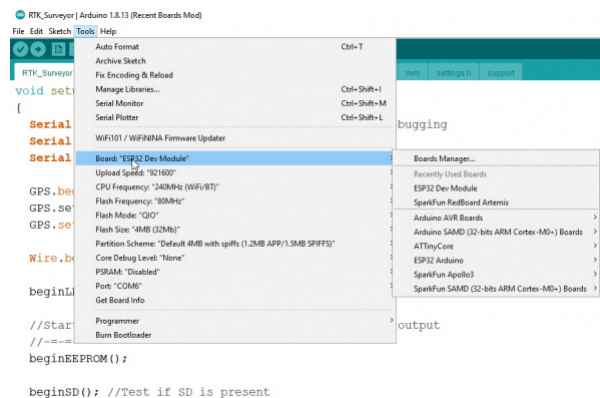 RTK_Surveyor | Arduino 1.8.13 (Recent Boards Mod)
File Edit Sketch Tools Help
RTK_Surveyor
nvm settings.h support
Auto Format Ctrl+T
Archive Sketch
Fix Encoding & Reload
Manage Libraries... Ctrl+Shift+I
Serial Monitor Ctrl+Shift+M
Serial Plotter Ctrl+Shift+L
WiFi101 / WiFiNINA Firmware Updater
Board: "ESP32 Dev Module"
Upload Speed: "921600"
CPU Frequency: "240MHz (WiFi/BT)"
Flash Frequency: "80MHz"
Flash Mode: "QIO"
Flash Size: "4MB (32Mb)"
Partition Scheme: "Default 4MB with spiffs (1.2MB APP/1.5MB SPIFFS)"
Core Debug Level: "None"
PSRAM: "Disabled"
Port: "COM6"
Get Board Info
Programmer
Burn Bootloader
Boards Manager...
Recently Used Boards
ESP32 Dev Module
SparkFun RedBoard Artemis
Arduino AVR Boards
Arduino SAMD (32-bits ARM Cortex-M0+) Boards
ATTinyCore
ESP32 Arduino
SparkFun Apollo3
SparkFun SAMD (32-bits ARM Cortex-M0+) Boards
void setu
{
Serial bugging
Serial
Serial
GPS.beg
GPS.set
GPS.set
Wire.be
beginLE
//Star output
//-=-=
beginEEPROM();
beginSD(); //Test if SD is present